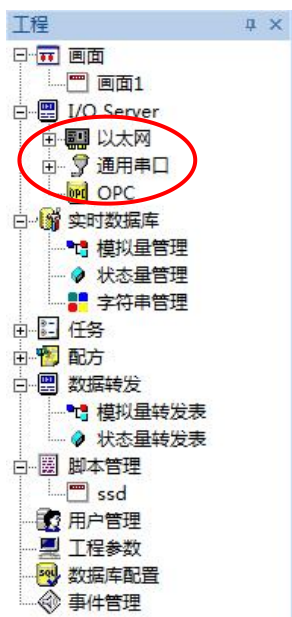 工程
画面
画面1
I/O Server
以太网
通用串口
OPC
实时数据库
模拟量管理
状态量管理
字符串管理
任务
配方
数据转发
模拟量转发表
状态量转发表
脚本管理
ssd
用户管理
工程参数
数据库配置
事件管理